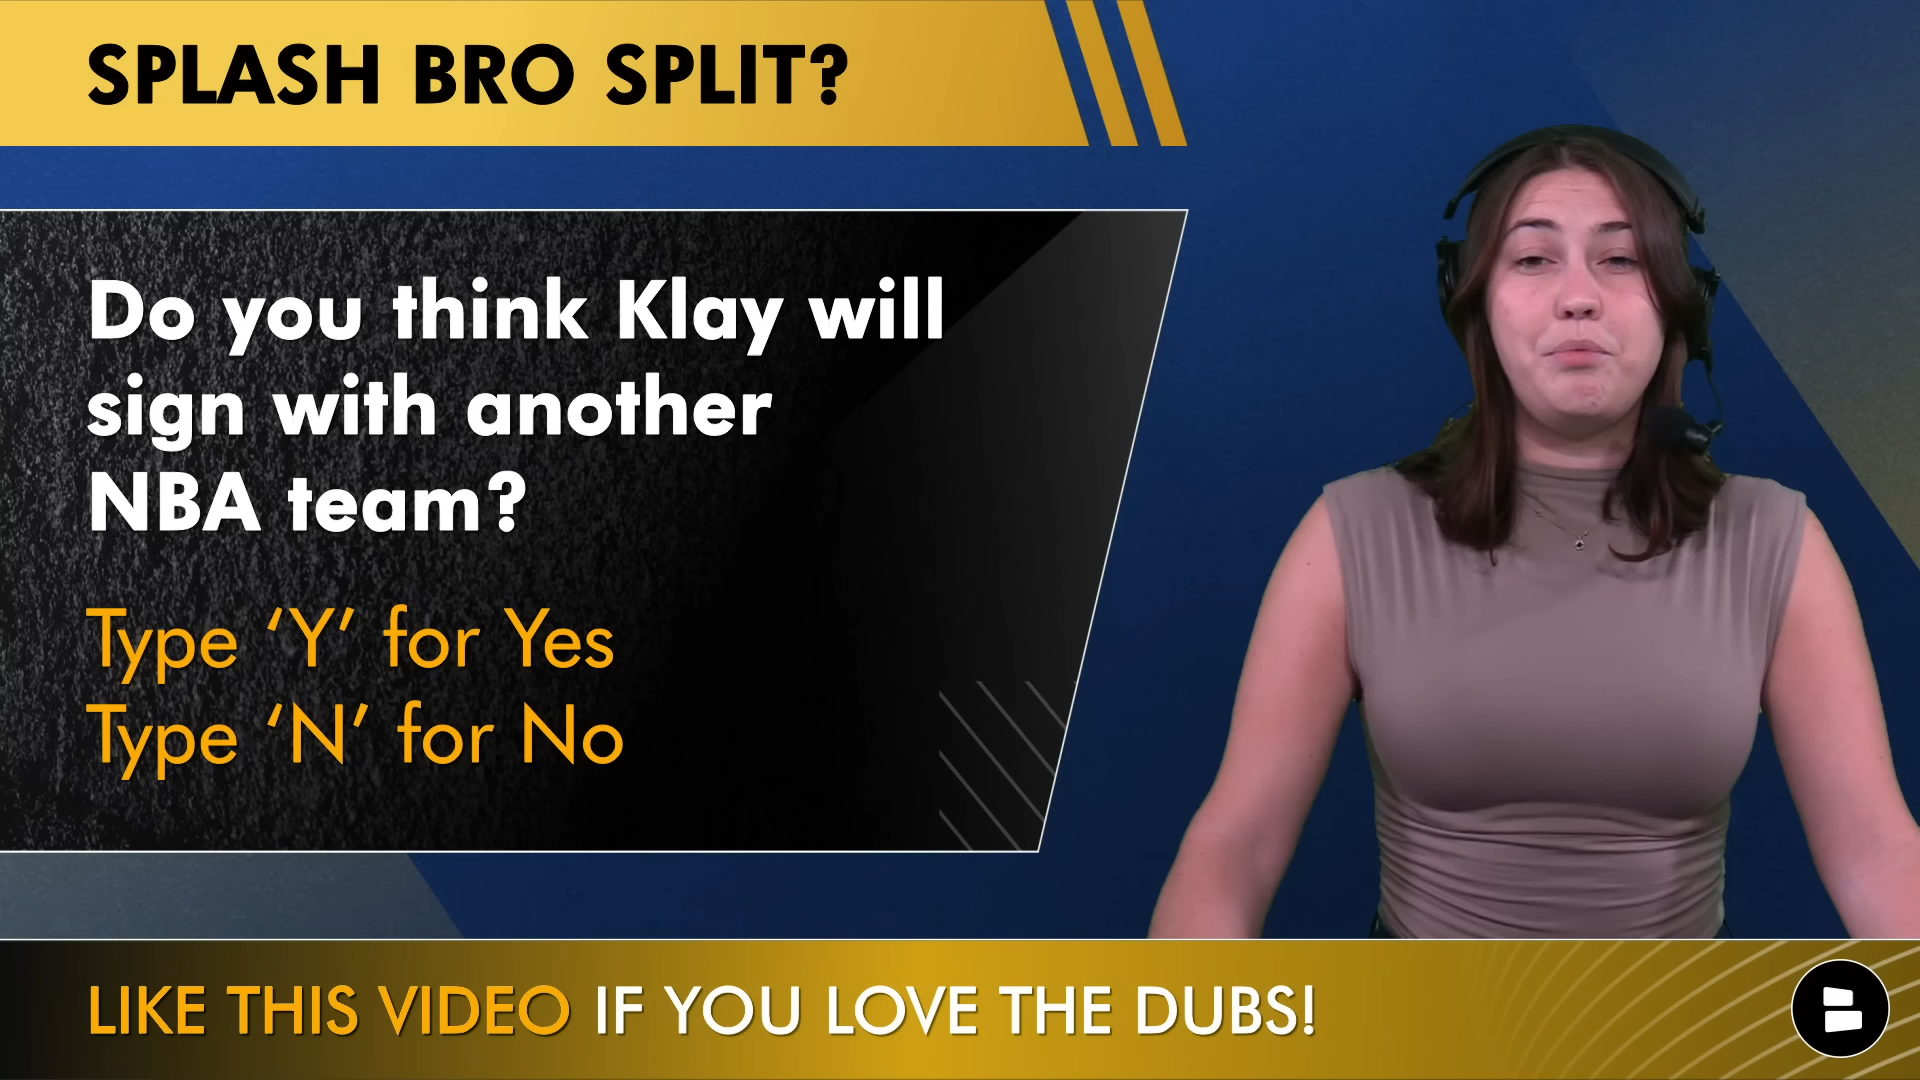 SPLASH BRO SPLIT?
Do you think Klay will
sign with another
NBA team?
Type ‘Y’ for Yes
Type ‘N’ for No
LIKE THIS VIDEO IF YOU LOVE THE DUBS!